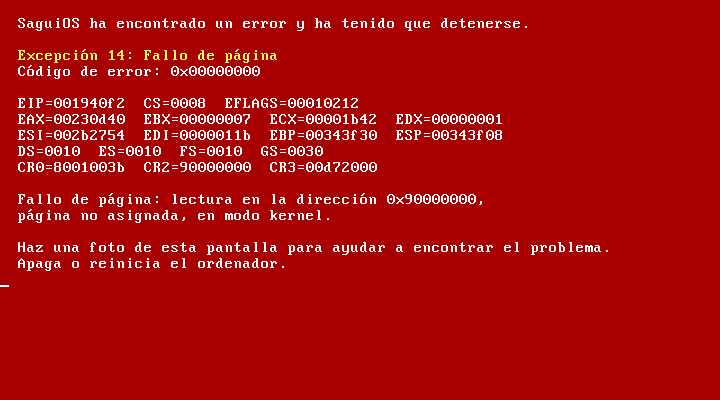 SaguiOS ha encontrado un error y ha tenido que detenerse.
Excepción 14: Fallo de página
Código de error: 0x00000000
EIP=001940f2  CS=0008  EFLAGS=00010212
EAX=00230d40  EBX=00000007  ECX=00001b42  EDX=00000001
ESI=002b2754  EDI=0000011b  EBP=00343f30  ESP=00343f08
DS=0010  ES=0010  FS=0010  GS=0030
CR0=8001003b  CR2=90000000  CR3=00d72000
Fallo de página: lectura en la dirección 0x90000000,
página no asignada, en modo kernel.
Haz una foto de esta pantalla para ayudar a encontrar el problema.
Apaga o reinicia el ordenador.